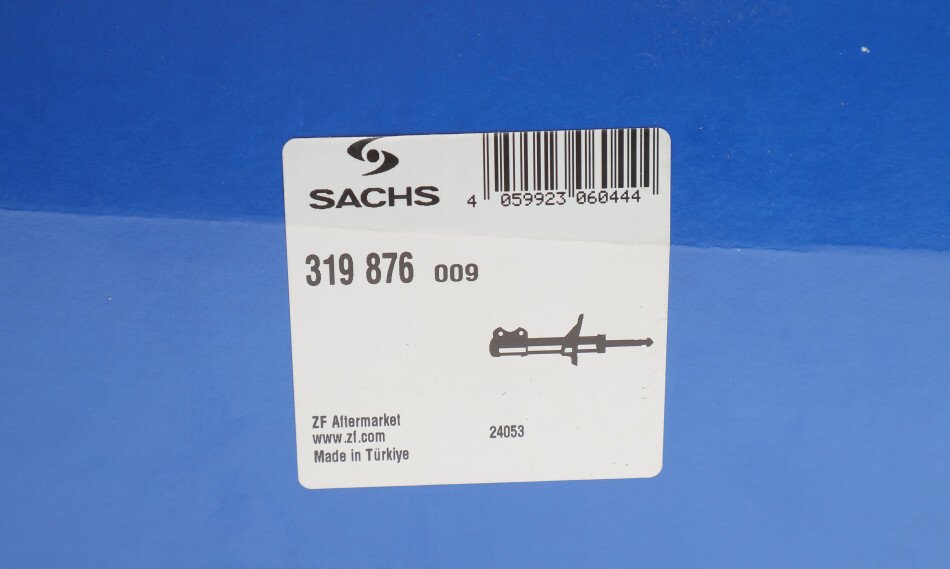 SACHS
4 059923 060444
319 876 009
ZF Aftermarket
www.zf.com
Made in Türkiye
24053